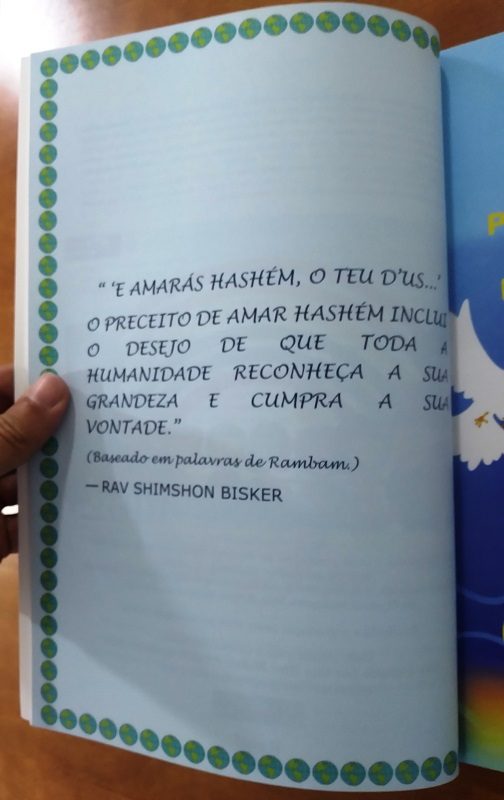 “ ‘E AMARÁS HASHÉM, O TEU D’US...’
O PRECEITO DE AMAR HASHÉM INCLUI
O DESEJO DE QUE TODA A
HUMANIDADE RECONHEÇA A SUA
GRANDEZA E CUMPRA A SUA
VONTADE.”
(Baseado em palavras de Rambam.)
— RAV SHIMSHON BISKER